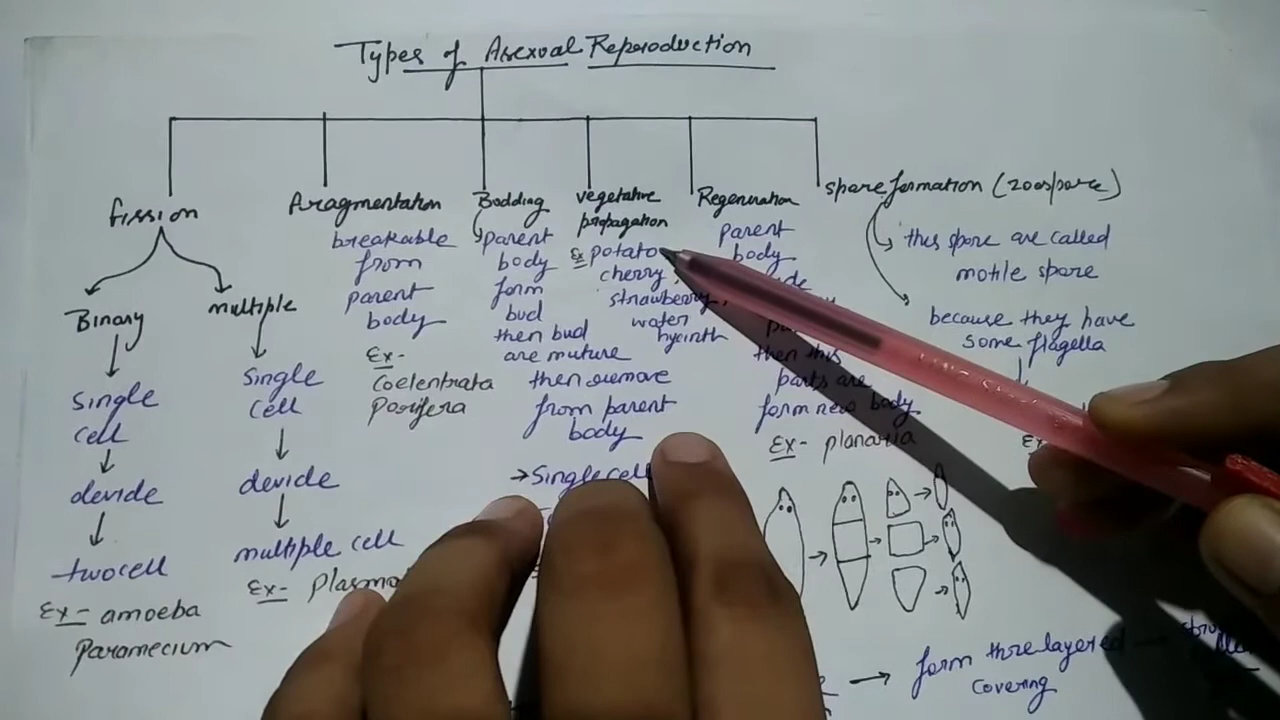 Types of Asexual Reproduction
fission
Binary
single
cell
devide
twocell
Ex- amoeba
Paramecium
multiple
single
cell
devide
multiple cell
Ex-
Aragmentation
breakable
from
parent
body
Ex-
Coelentrata
Porifera
Budding
parent
body
form
bud
then bud
are muture
then remove
from parent
body
→ Single cell
vegetative
propagation
Ex potato
cherry,
strawberry,
water
hycinth
Regeneration
parent
body
then this
parts are
form new body
Ex- planaria
spore formation (zoospore)
this spore are called
motile spore
because they have
some flagella
Ex
→ form three layered →
covering